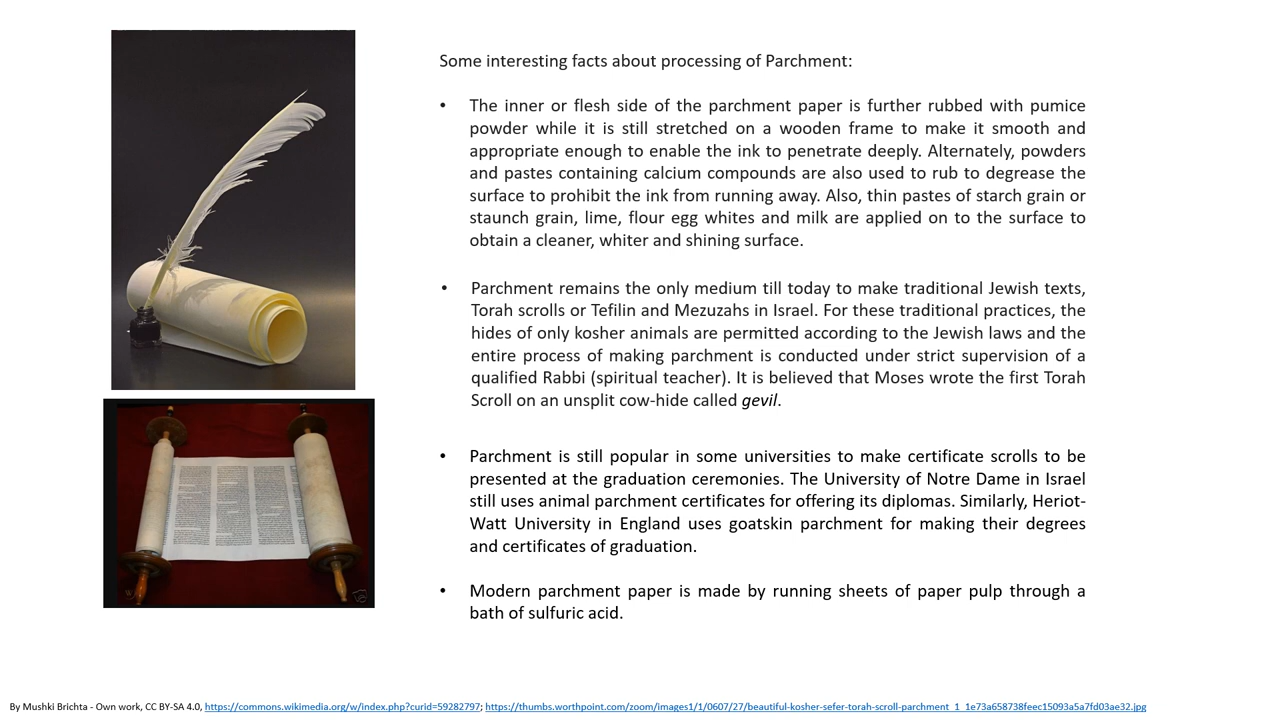 Some interesting facts about processing of Parchment:
• The inner or flesh side of the parchment paper is further rubbed with pumice
powder while it is still stretched on a wooden frame to make it smooth and
appropriate enough to enable the ink to penetrate deeply. Alternately, powders
and pastes containing calcium compounds are also used to rub to degrease the
surface to prohibit the ink from running away. Also, thin pastes of starch grain or
staunch grain, lime, flour egg whites and milk are applied on to the surface to
obtain a cleaner, whiter and shining surface.
• Parchment remains the only medium till today to make traditional Jewish texts,
Torah scrolls or Tefilin and Mezuzahs in Israel. For these traditional practices, the
hides of only kosher animals are permitted according to the Jewish laws and the
entire process of making parchment is conducted under strict supervision of a
qualified Rabbi (spiritual teacher). It is believed that Moses wrote the first Torah
Scroll on an unsplit cow-hide called gevil.
• Parchment is still popular in some universities to make certificate scrolls to be
presented at the graduation ceremonies. The University of Notre Dame in Israel
still uses animal parchment certificates for offering its diplomas. Similarly, Heriot-
Watt University in England uses goatskin parchment for making their degrees
and certificates of graduation.
• Modern parchment paper is made by running sheets of paper pulp through a
bath of sulfuric acid.
By Mushki Brichta - Own work, CC BY-SA 4.0, https://commons.wikimedia.org/w/index.php?curid=59282797; https://thumbs.worthpoint.com/zoom/images1/1/0607/27/beautiful-kosher-sefer-torah-scroll-parchment_1_1e73a658738feec15093a5a7fd03ae32.jpg